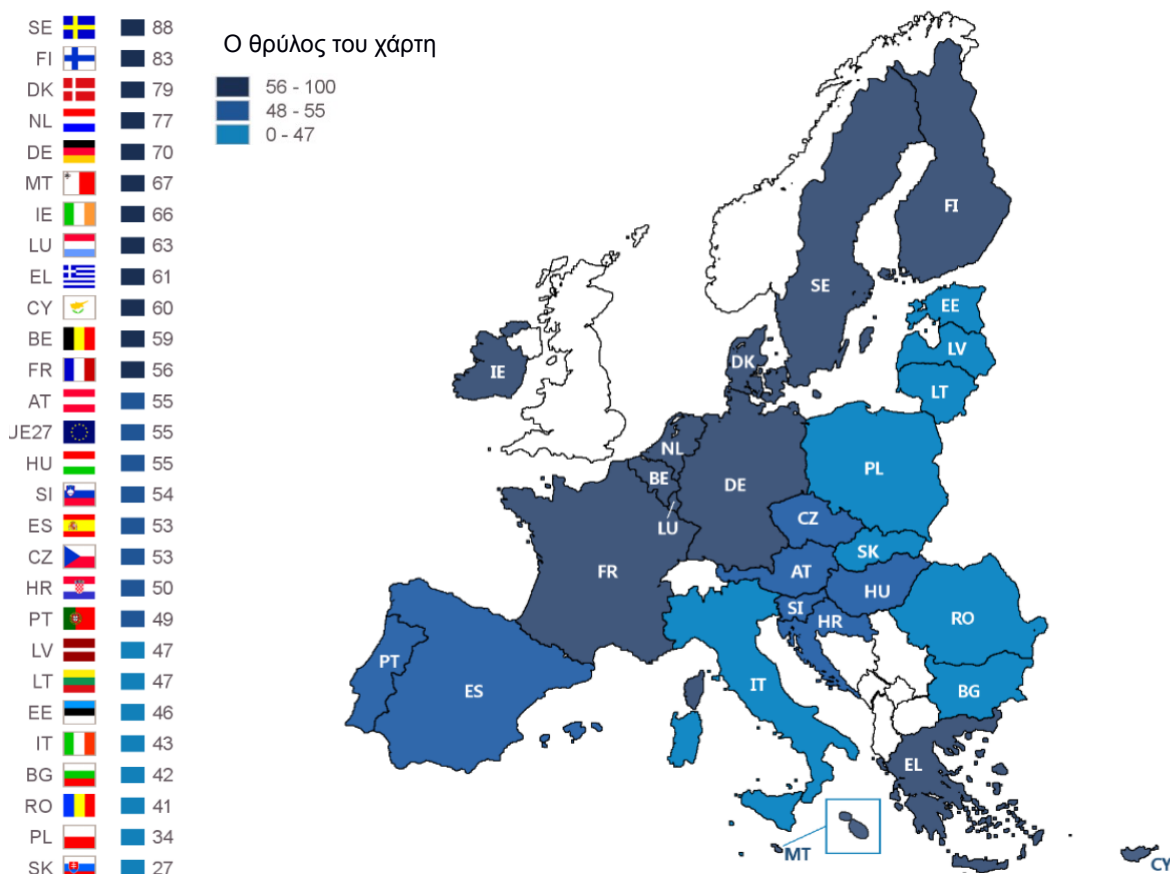 SE 88
FI 83
DK 79
NL 77
DE 70
MT 67
IE 66
LU 63
EL 61
CY 60
BE 59
FR 56
AT 55
JE27 55
HU 55
SI 54
ES 53
CZ 53
HR 50
PT 49
LV 47
LT 47
EE 46
IT 43
BG 42
RO 41
PL 34
SK 27
Ο θρύλος του χάρτη
56 - 100
48 - 55
0 - 47
FI
SE
EE
LV
LT
DK
IE
NL
BE
DE
PL
LU
CZ
SK
FR
AT
HU
SI
HR
RO
PT
ES
IT
BG
EL
MT
CY